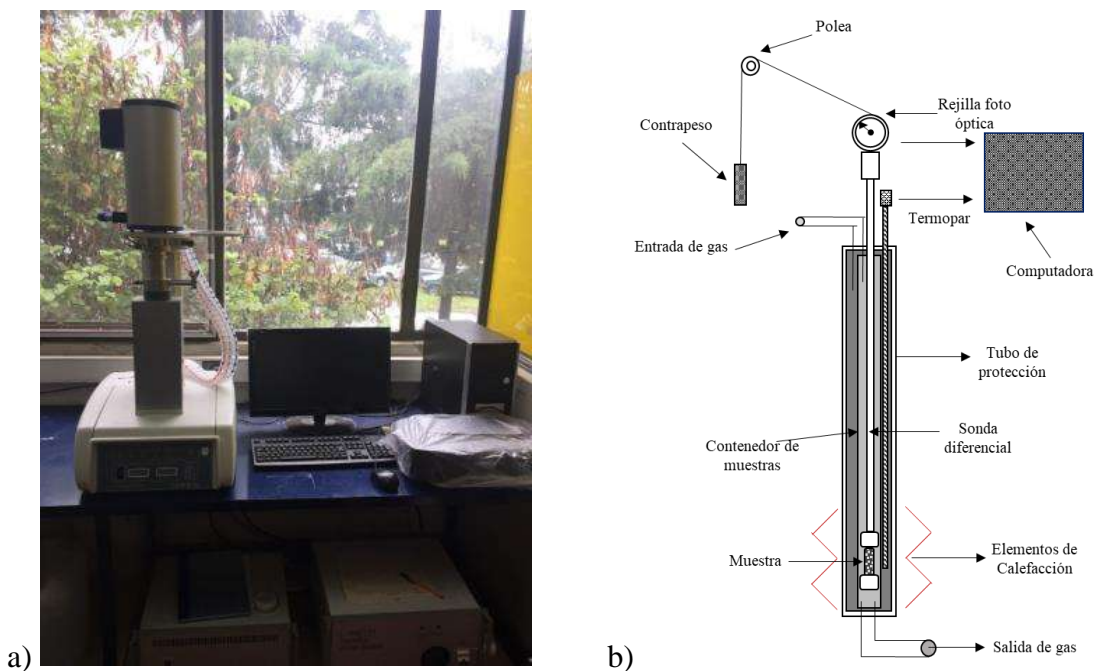 Polea
Rejilla foto
óptica
Contrapeso
Termopar
Entrada de gas
Computadora
Tubo de
protección
Contenedor de
muestras
Sonda
diferencial
Muestra
Elementos de
Calefacción
Salida de gas
a)
b)